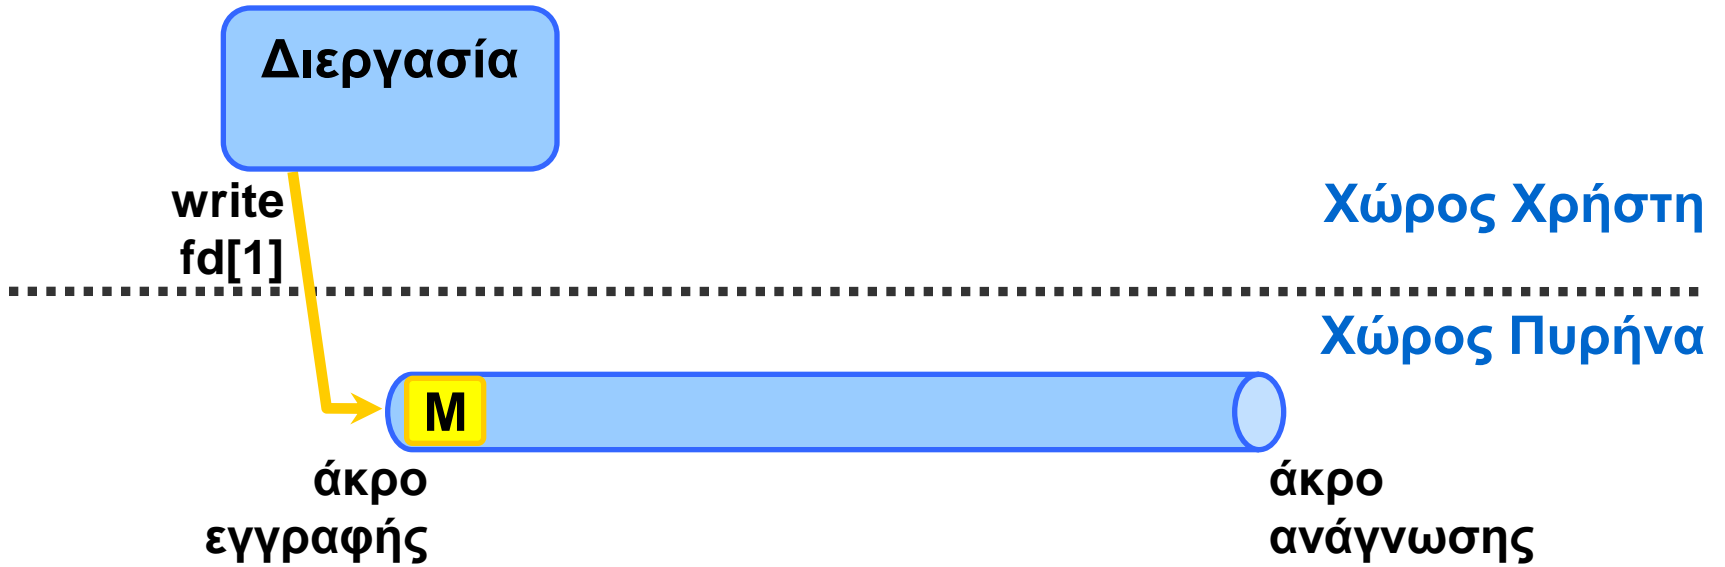 Διεργασία
write
fd[1]
Χώρος Χρήστη
Χώρος Πυρήνα
M
άκρο
εγγραφής
άκρο
ανάγνωσης